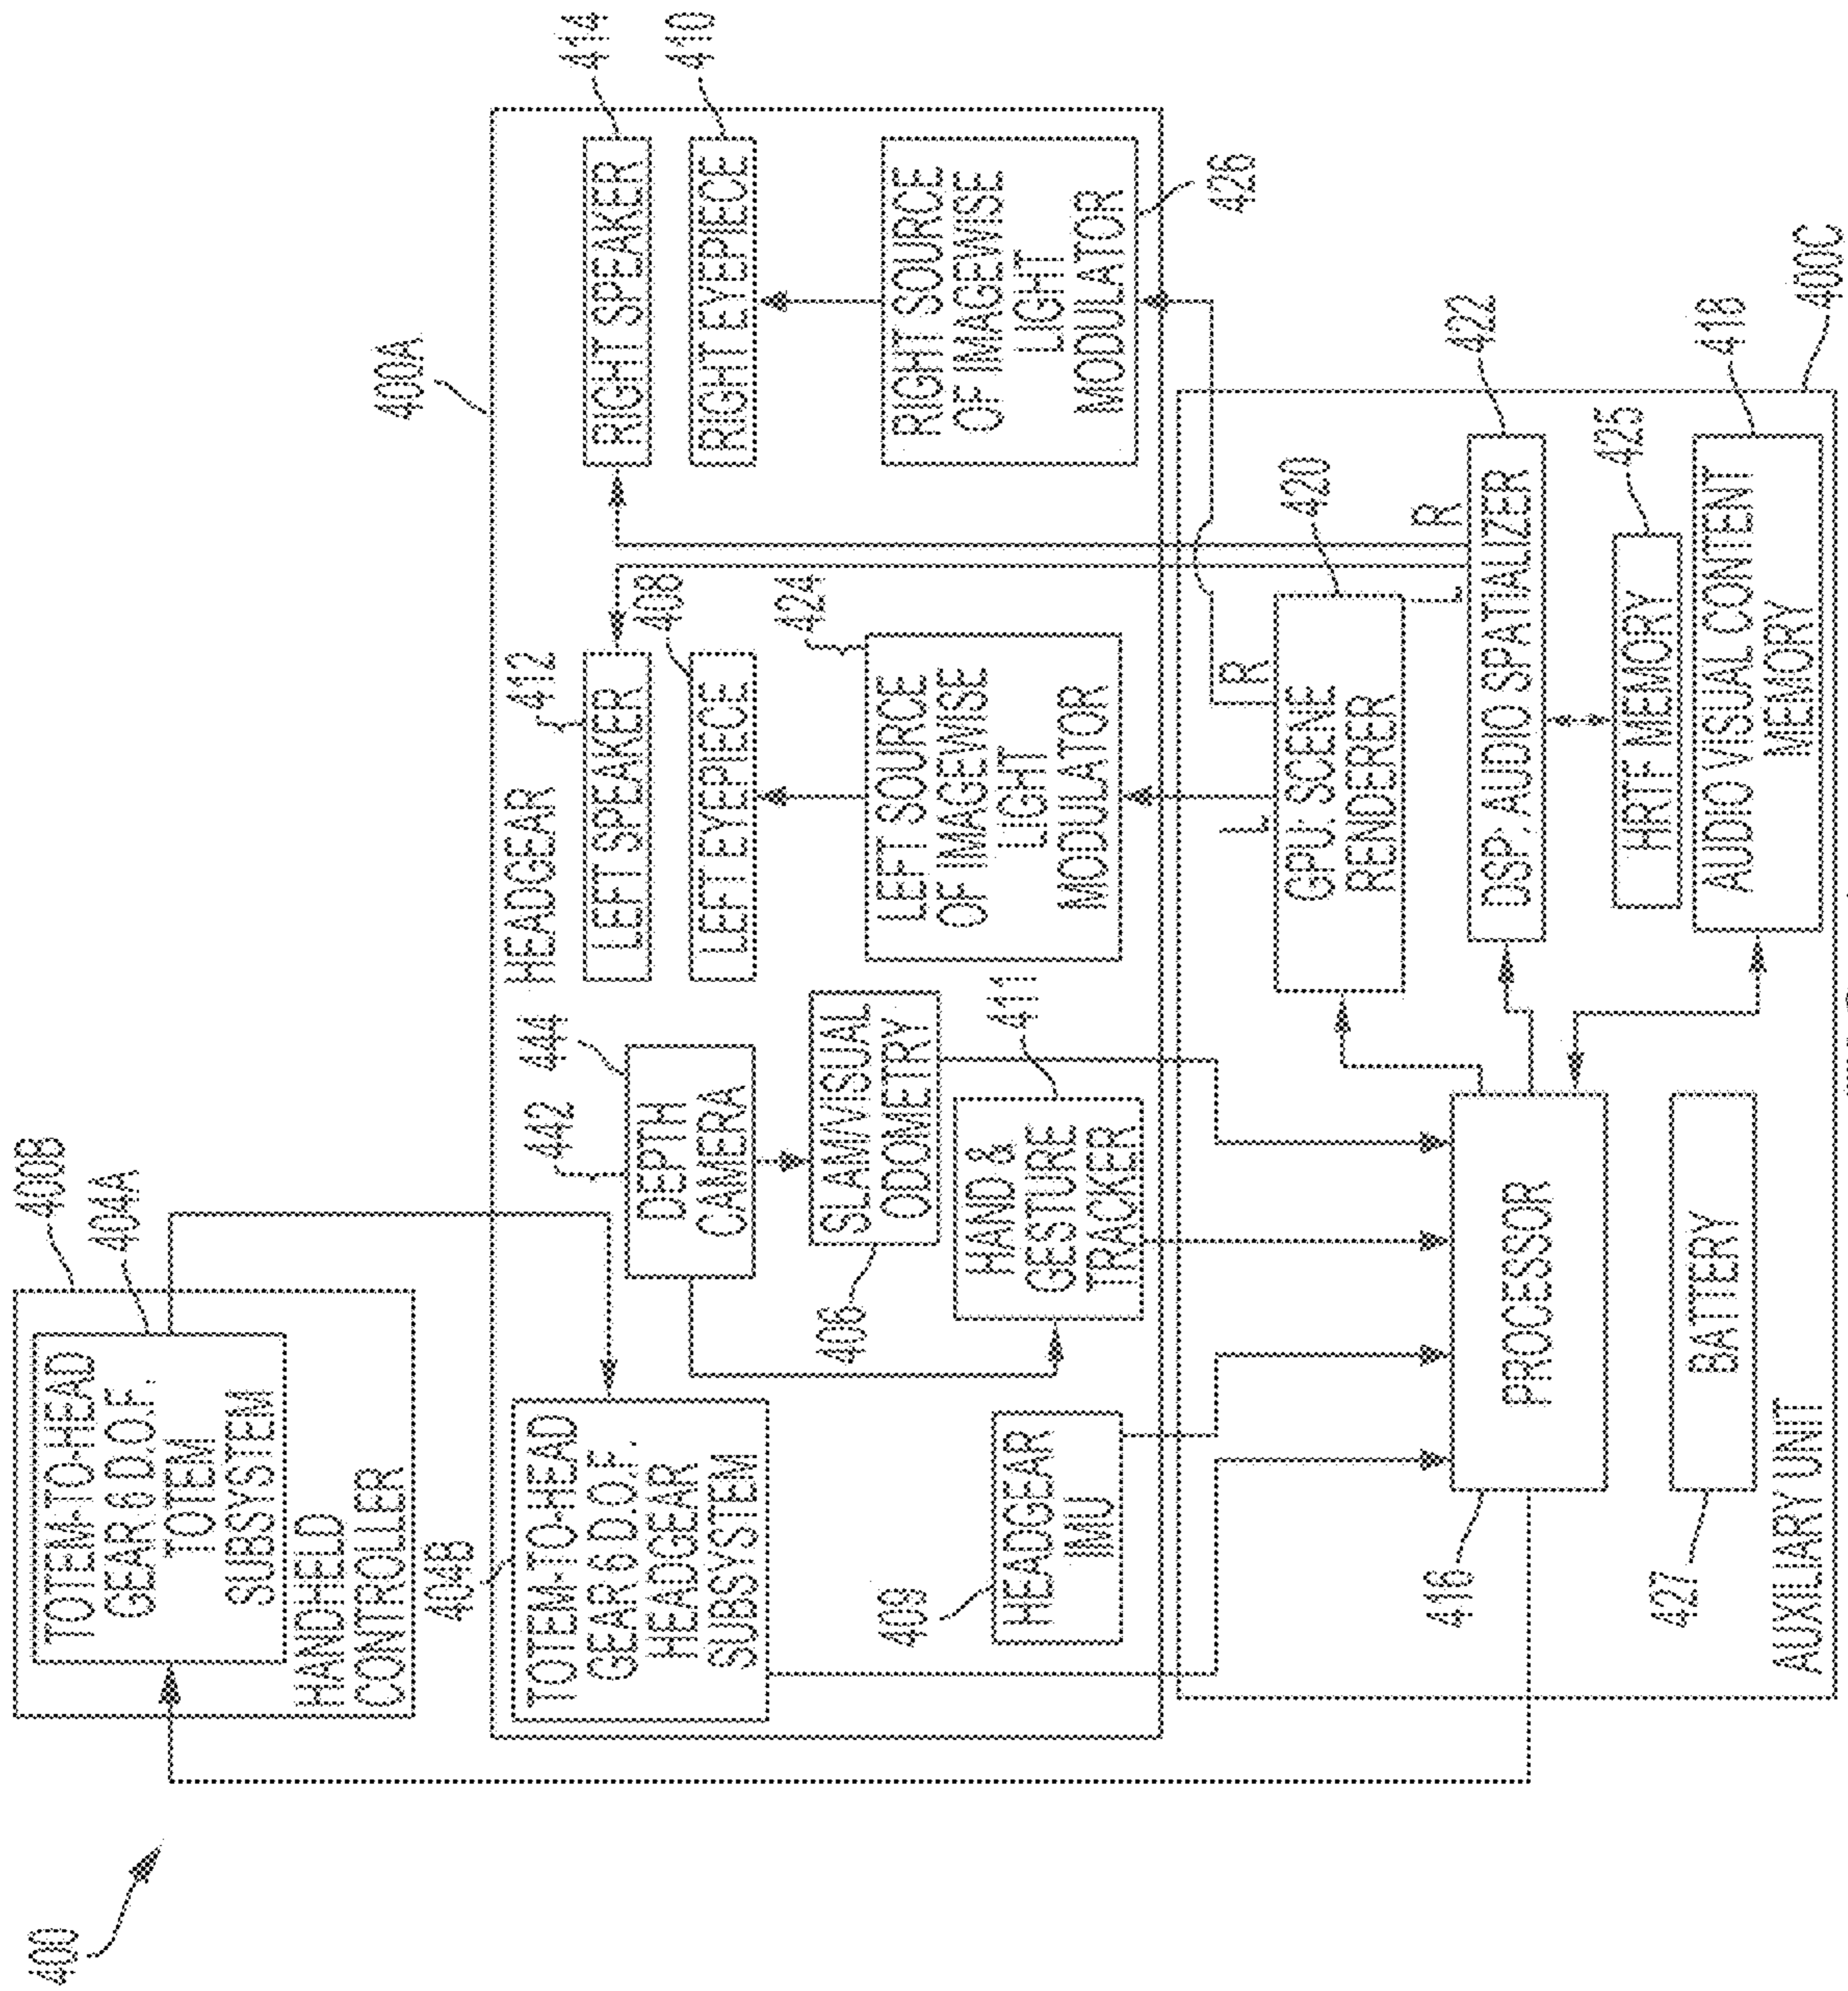 400
400B
404A
TOTEM-TO-HEAD
GEAR 6 D.O.F.
TOTEM
SUBSYSTEM
HANDHELD
CONTROLLER
400A
HEADGEAR
404B
TOTEM-TO-HEAD
GEAR 6 D.O.F.
HEADGEAR
SUBSYSTEM
442
444
DEPTH
CAMERA
412
LEFT SPEAKER
408
LEFT EYEPIECE
414
RIGHT SPEAKER
410
RIGHT EYEPIECE
406
SLAM/VISUAL
ODOMETRY
424
LEFT SOURCE
OF IMAGEWISE
LIGHT
MODULATOR
RIGHT SOURCE
OF IMAGEWISE
LIGHT
MODULATOR
426
409
HEADGEAR
IMU
411
HAND &
GESTURE
TRACKER
L
R
GPU: SCENE
RENDERER
420
L
R
416
PROCESSOR
DSP: AUDIO SPATIALIZER
422
HRTF MEMORY
425
427
BATTERY
AUDIO VISUAL CONTENT
MEMORY
418
AUXILIARY UNIT
400C